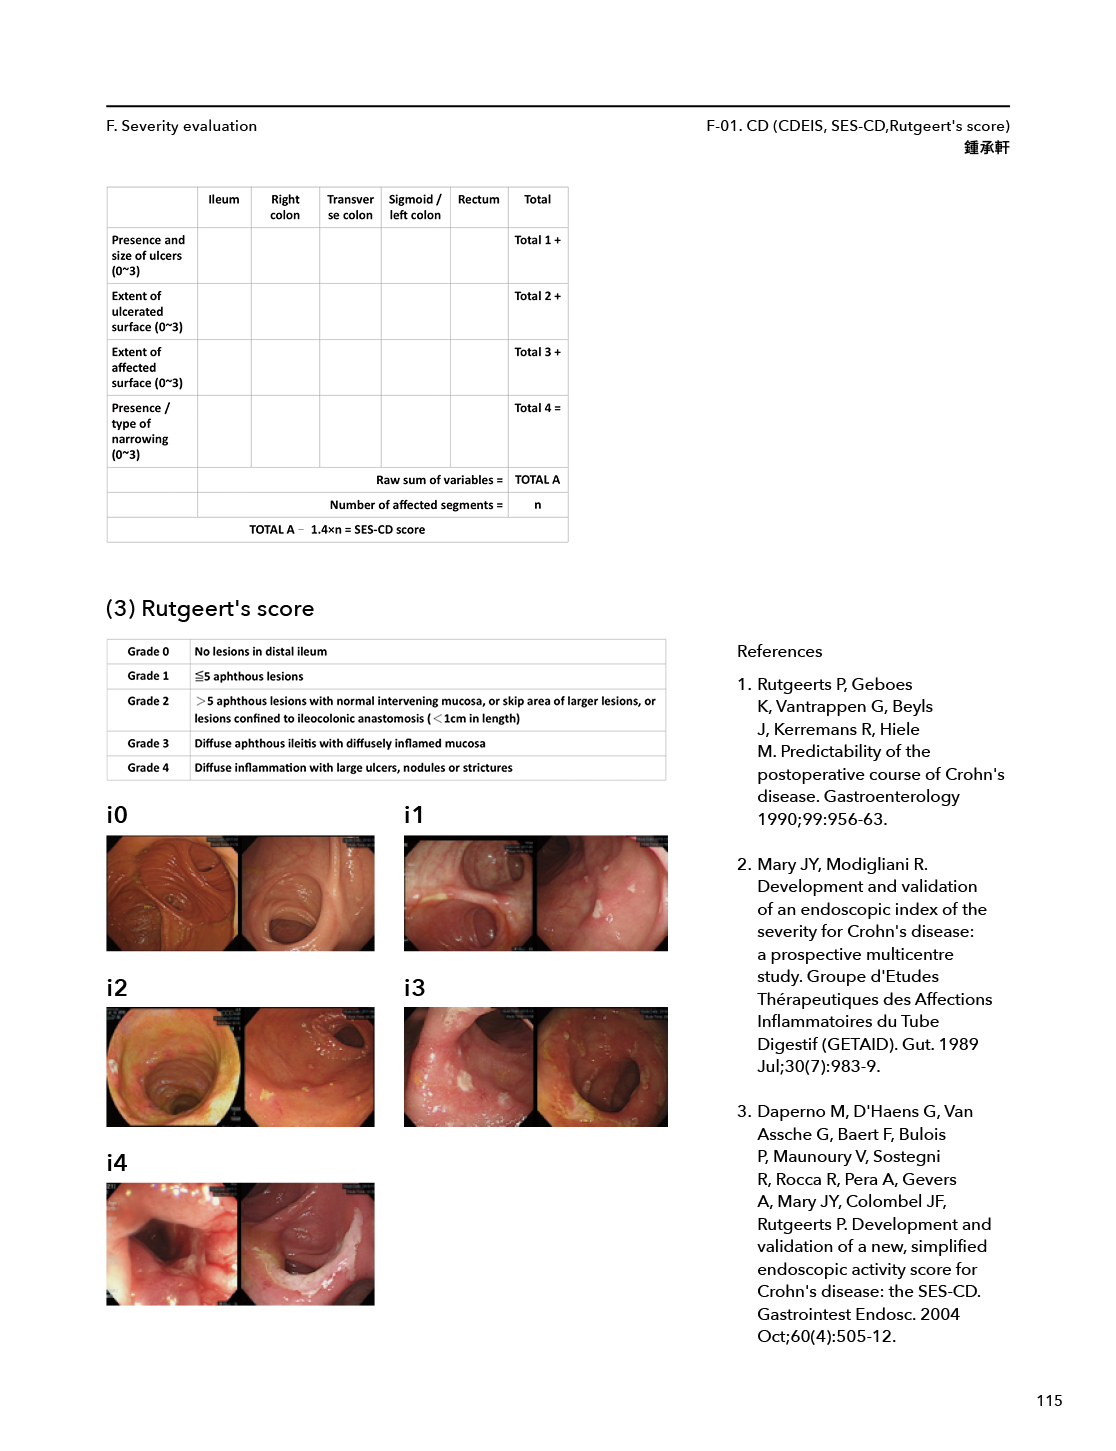 F. Severity evaluation
F-01. CD (CDEIS, SES-CD,Rutgeert's score)
鍾承軒
Ileum Right colon Transver se colon Sigmoid / left colon Rectum Total
Presence and size of ulcers (0~3) Total 1 +
Extent of ulcerated surface (0~3) Total 2 +
Extent of affected surface (0~3) Total 3 +
Presence / type of narrowing (0~3) Total 4 =
Raw sum of variables = TOTAL A
Number of affected segments = n
TOTAL A － 1.4×n = SES-CD score
(3) Rutgeert's score
Grade 0 No lesions in distal ileum
Grade 1 ≦5 aphthous lesions
Grade 2 ＞5 aphthous lesions with normal intervening mucosa, or skip area of larger lesions, or
lesions confined to ileocolonic anastomosis (＜1cm in length)
Grade 3 Diffuse aphthous ileitis with diffusely inflamed mucosa
Grade 4 Diffuse inflammation with large ulcers, nodules or strictures
i0
i1
i2
i3
i4
References
1. Rutgeerts P, Geboes
K, Vantrappen G, Beyls
J, Kerremans R, Hiele
M. Predictability of the
postoperative course of Crohn's
disease. Gastroenterology
1990;99:956-63.
2. Mary JY, Modigliani R.
Development and validation
of an endoscopic index of the
severity for Crohn's disease:
a prospective multicentre
study. Groupe d'Etudes
Thérapeutiques des Affections
Inflammatoires du Tube
Digestif (GETAID). Gut. 1989
Jul;30(7):983-9.
3. Daperno M, D'Haens G, Van
Assche G, Baert F, Bulois
P, Maunoury V, Sostegni
R, Rocca R, Pera A, Gevers
A, Mary JY, Colombel JF,
Rutgeerts P. Development and
validation of a new, simplified
endoscopic activity score for
Crohn's disease: the SES-CD.
Gastrointest Endosc. 2004
Oct;60(4):505-12.
115